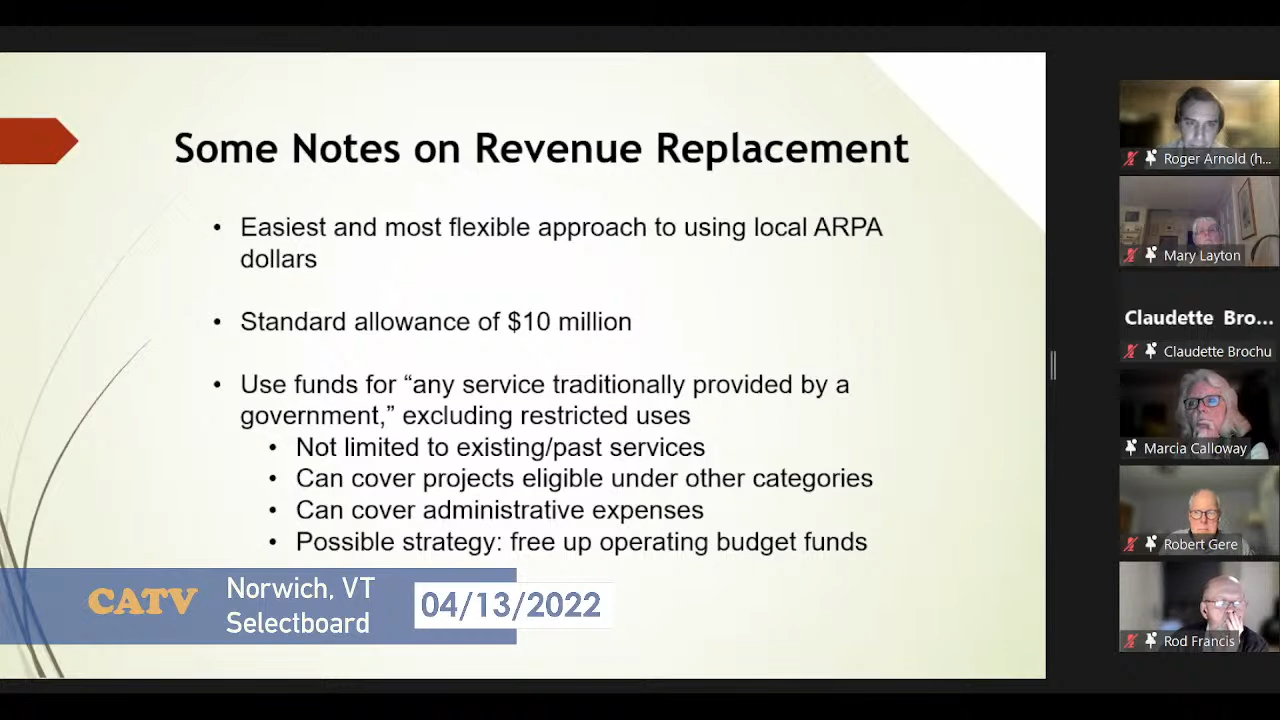 Some Notes on Revenue Replacement
• Easiest and most flexible approach to using local ARPA
dollars
• Standard allowance of $10 million
• Use funds for “any service traditionally provided by a
government,” excluding restricted uses
• Not limited to existing/past services
• Can cover projects eligible under other categories
• Can cover administrative expenses
• Possible strategy: free up operating budget funds
CATV
Norwich, VT
Selectboard
04/13/2022
Roger Arnold (h...
Mary Layton
Claudette Bro...
Claudette Brochu
Marcia Calloway
Robert Gere
Rod Francis